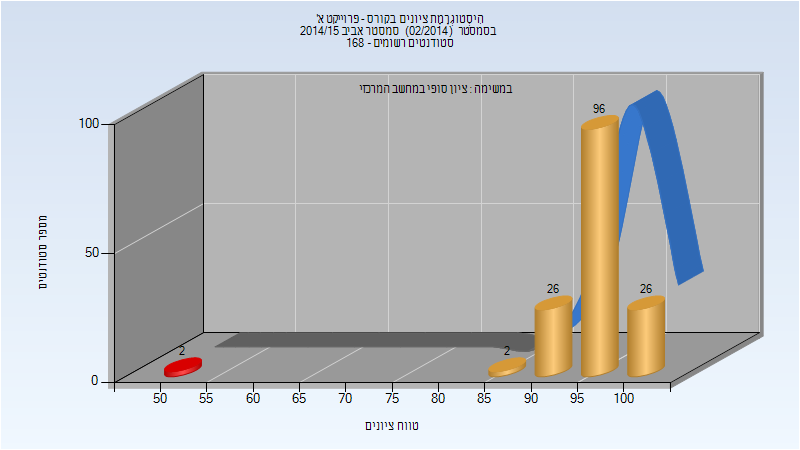 היסטוגרמת ציונים בקורס - פרוייקט א'
בסמסטר (02/2014) סמסטר אביב 2014/15
סטודנטים רשומים - 168
במשימה : ציון סופי במחשב המרכזי
מספר סטודנטים
100
50
0
2
2
26
96
26
50 55 60 65 70 75 80 85 90 95 100
טווח ציונים